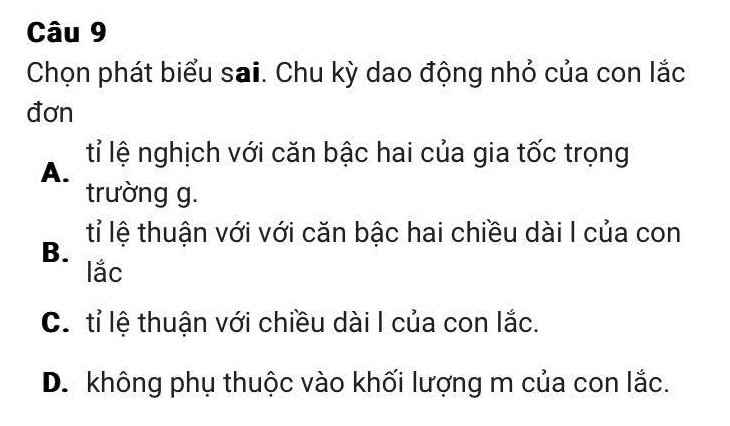 Câu 9
Chọn phát biểu sai. Chu kỳ dao động nhỏ của con lắc
đơn
A. tỉ lệ nghịch với căn bậc hai của gia tốc trọng
trường g.
B. tỉ lệ thuận với với căn bậc hai chiều dài l của con
lắc
C. tỉ lệ thuận với chiều dài l của con lắc.
D. không phụ thuộc vào khối lượng m của con lắc.